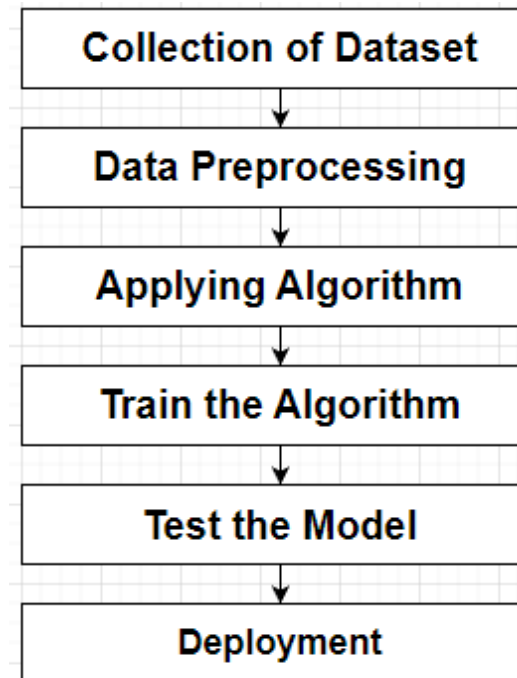 Collection of Dataset
Data Preprocessing
Applying Algorithm
Train the Algorithm
Test the Model
Deployment